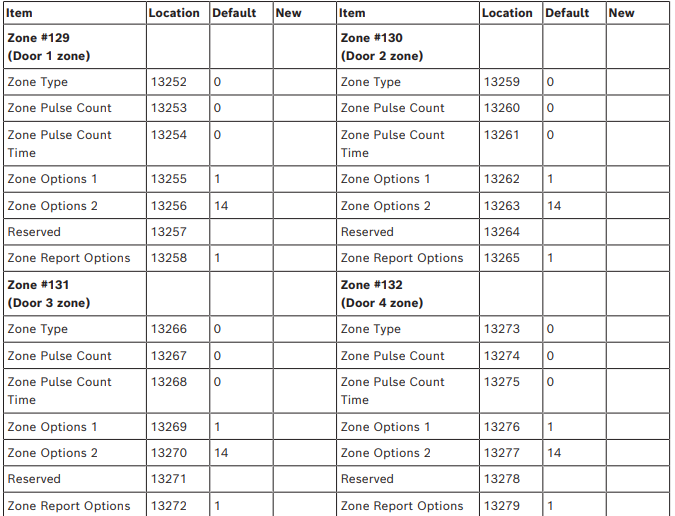 Item Location Default New Item Location Default New
Zone #129 Zone #130
(Door 1 zone) (Door 2 zone)
Zone Type 13252 0 Zone Type 13259 0
Zone Pulse Count 13253 0 Zone Pulse Count 13260 0
Zone Pulse Count 13254 0 Zone Pulse Count 13261 0
Time Time
Zone Options 1 13255 1 Zone Options 1 13262 1
Zone Options 2 13256 14 Zone Options 2 13263 14
Reserved 13257 Reserved 13264
Zone Report Options 13258 1 Zone Report Options 13265 1
Zone #131 Zone #132
(Door 3 zone) (Door 4 zone)
Zone Type 13266 0 Zone Type 13273 0
Zone Pulse Count 13267 0 Zone Pulse Count 13274 0
Zone Pulse Count 13268 0 Zone Pulse Count 13275 0
Time Time
Zone Options 1 13269 1 Zone Options 1 13276 1
Zone Options 2 13270 14 Zone Options 2 13277 14
Reserved 13271 Reserved 13278
Zone Report Options 13272 1 Zone Report Options 13279 1